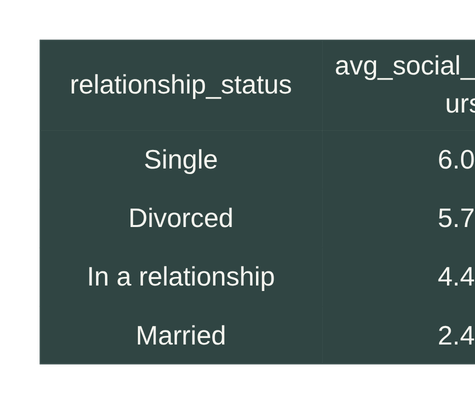 relationship_status
avg_social_
urs
Single 6.0
Divorced 5.7
In a relationship 4.4
Married 2.4